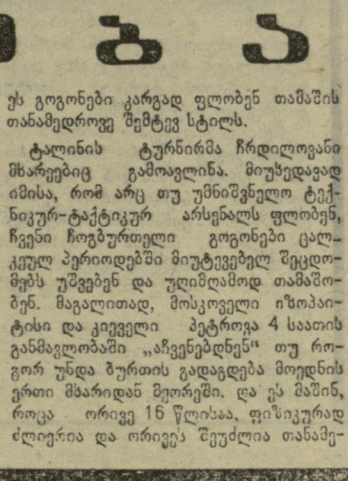 ო ბ ა
ეს გოგონები კარგად ფლობენ თამაშის
თანამედროვე შემტევ სტილს.
ტალინის ტურნირმა ჩრდილოვანი
მხარეებიც გამოავლინა. მიუხედავად
იმისა, რომ არც თუ უმნიშვნელო ტექ-
ნიკურ-ტაქტიკურ არსენალს ფლობენ,
ჩვენი ჩოგბურთელი გოგონები ცალ-
კეულ პერიოდებში მიუტევებელ შეცდო-
მებს უშვებენ და უღიმღამოდ თამაშო-
ბენ. მაგალითად, მოსკოველი იზოპაი-
ტისი და კიეველი პეტროვა 4 საათის
განმავლობაში „აჩვენებდნენ“ თუ რო-
გორ უნდა ბურთის გადაგდება მოედნის
ერთი მხარიდან მეორეში. და ეს მაშინ,
როცა ორივე 16 წლისაა, ფიზიკურად
ძლიერია და ორივეს შეუძლია თანამე-